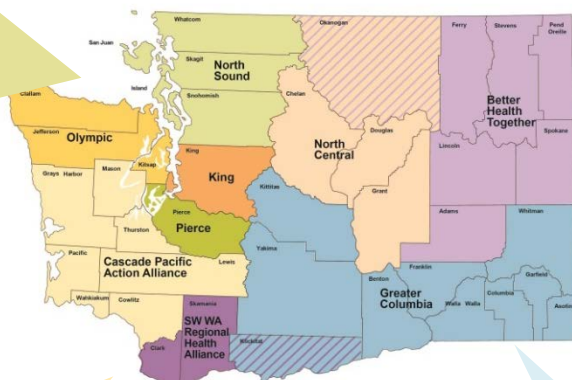 Whatcom
Okanogan
Ferry
Stevens
Pend
Oreille
San Juan
Skagit
North
Sound
Island
Snohomish
Chelan
Clallam
Better
Health
Together
Jefferson
Olympic
Douglas
Spokane
King
North
Central
Lincoln
Mason
Kitsap
King
Grays Harbor
Kittitas
Grant
Pierce
Pierce
Adams
Whitman
Thurston
Yakima
Pacific
Cascade Pacific
Action Alliance
Lewis
Benton
Franklin
Garfield
Greater
Columbia
Walla Walla
Columbia
Asotin
Wahkiakum
Cowlitz
Skamania
SW WA
Regional
Health
Alliance
Clark
Klickitat